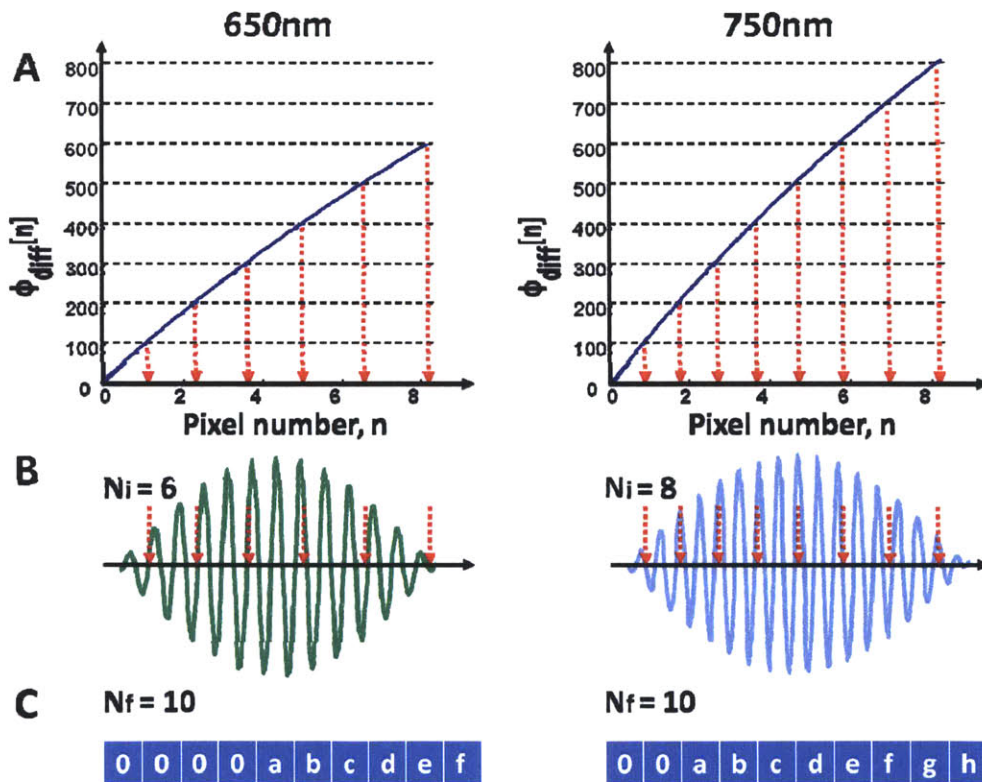 650nm 750nm
A
800 800
700 700
600 600
500 500
400 400
300 300
200 200
100 100
0 0
ϕdiff[n] ϕdiff[n]
0 2 4 6 8 0 2 4 6 8
Pixel number, n Pixel number, n
B
Ni = 6 Ni = 8
C
Nf = 10 Nf = 10
0 0 0 0 a b c d e f 0 0 a b c d e f g h